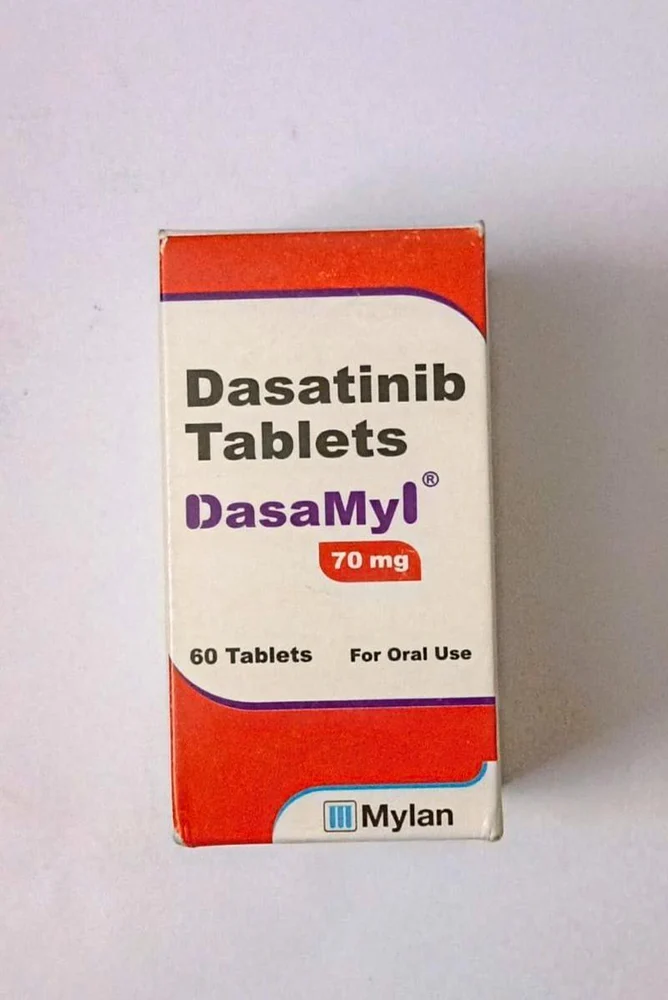 Dasatinib
Tablets
DasaMyl®
70 mg
60 Tablets For Oral Use
Mylan